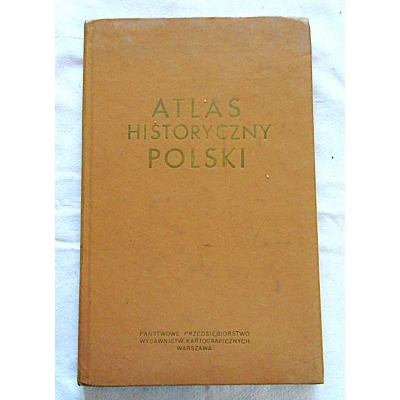 ATLAS
HISTORYCZNY
POLSKI
PAŃSTWOWE PRZEDSIĘBIORSTWO
WYDAWNICTW KARTOGRAFICZNYCH
WARSZAWA